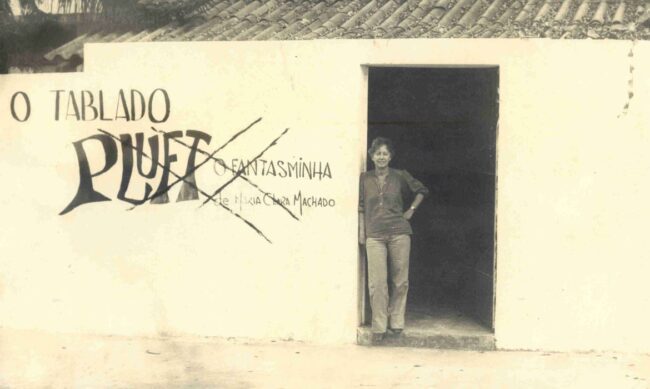 O TABLADO
PLUFT
O FANTASMINHA
de MARIA CLARA MACHADO